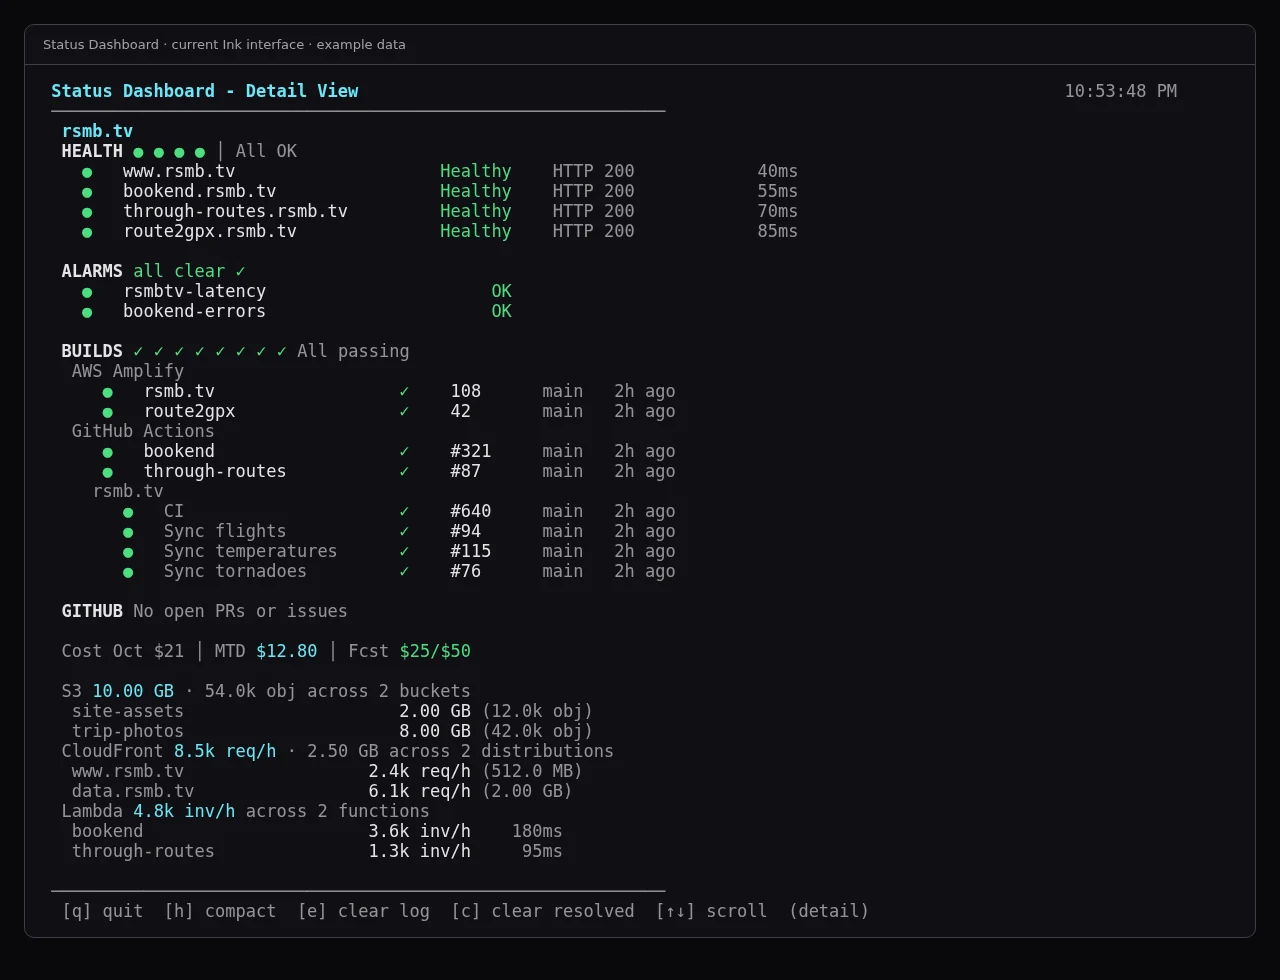 Status Dashboard · current Ink interface · example data
Status Dashboard - Detail View 10:53:48 PM
rsmb.tv
HEALTH ● ● ● ● │ All OK
● www.rsmb.tv Healthy HTTP 200 40ms
● bookend.rsmb.tv Healthy HTTP 200 55ms
● through-routes.rsmb.tv Healthy HTTP 200 70ms
● route2gpx.rsmb.tv Healthy HTTP 200 85ms
ALARMS all clear ✓
● rsmbtv-latency OK
● bookend-errors OK
BUILDS ✓ ✓ ✓ ✓ ✓ ✓ ✓ ✓ All passing
AWS Amplify
● rsmb.tv ✓ 108 main 2h ago
● route2gpx ✓ 42 main 2h ago
GitHub Actions
● bookend ✓ #321 main 2h ago
● through-routes ✓ #87 main 2h ago
rsmb.tv
● CI ✓ #640 main 2h ago
● Sync flights ✓ #94 main 2h ago
● Sync temperatures ✓ #115 main 2h ago
● Sync tornadoes ✓ #76 main 2h ago
GITHUB No open PRs or issues
Cost Oct $21 │ MTD $12.80 │ Fcst $25/$50
S3 10.00 GB · 54.0k obj across 2 buckets
site-assets 2.00 GB (12.0k obj)
trip-photos 8.00 GB (42.0k obj)
CloudFront 8.5k req/h · 2.50 GB across 2 distributions
www.rsmb.tv 2.4k req/h (512.0 MB)
data.rsmb.tv 6.1k req/h (2.00 GB)
Lambda 4.8k inv/h across 2 functions
bookend 3.6k inv/h 180ms
through-routes 1.3k inv/h 95ms
[q] quit [h] compact [e] clear log [c] clear resolved [↑↓] scroll (detail)